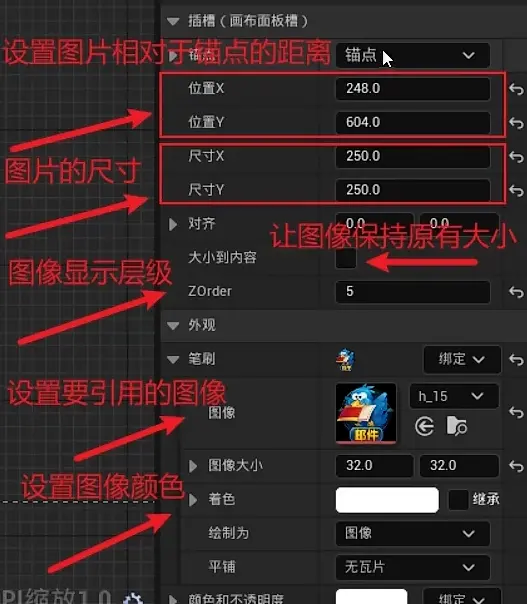 插槽（画布面板槽）
设置图片相对于锚点的距离
锚点
锚点
位置X
248.0
位置Y
604.0
图片的尺寸
尺寸X
250.0
尺寸Y
250.0
对齐
0.0
0.0
让图像保持原有大小
大小到内容
图像显示层级
ZOrder
5
外观
笔刷
绑定
设置要引用的图像
图像
邮件
h_15
图像大小
32.0
32.0
设置图像颜色
着色
继承
绘制为
图像
平铺
无瓦片
PI缩放1.0
颜色和不透明度
绑定